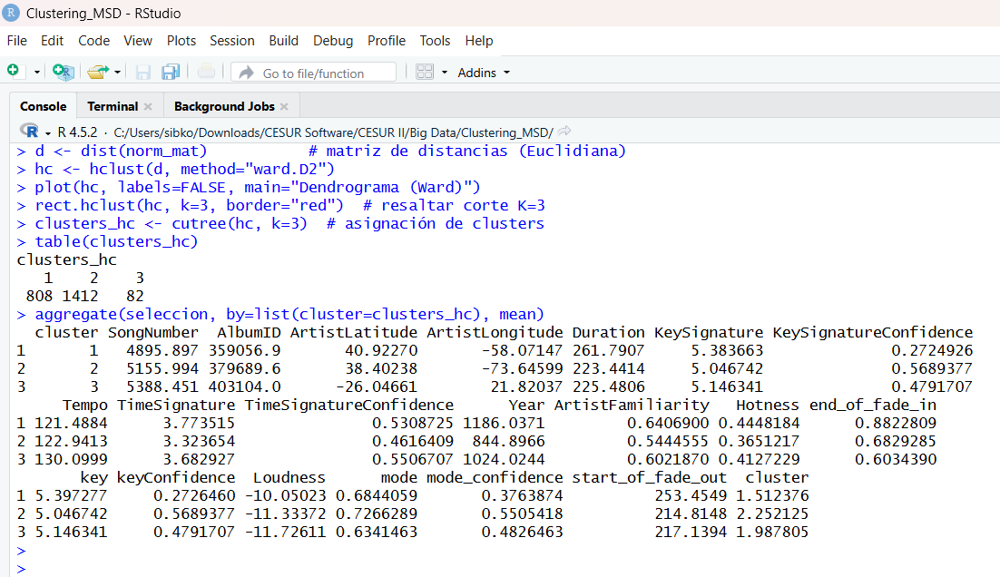 Clustering_MSD - RStudio
File Edit Code View Plots Session Build Debug Profile Tools Help
Go to file/function Addins
Console Terminal Background Jobs
R 4.5.2 · C:/Users/sibko/Downloads/CESUR Software/CESUR II/Big Data/Clustering_MSD/
> d <- dist(norm_mat)           # matriz de distancias (Euclidiana)
> hc <- hclust(d, method="ward.D2")
> plot(hc, labels=FALSE, main="Dendrograma (Ward)")
> rect.hclust(hc, k=3, border="red")  # resaltar corte K=3
> clusters_hc <- cutree(hc, k=3)  # asignación de clusters
> table(clusters_hc)
clusters_hc
   1    2    3
 808 1412   82
> aggregate(seleccion, by=list(cluster=clusters_hc), mean)
  cluster SongNumber  AlbumID ArtistLatitude ArtistLongitude Duration KeySignature KeySignatureConfidence
1       1   4895.897 359056.9       40.92270       -58.07147 261.7907     5.383663              0.2724926
2       2   5155.994 379689.6       38.40238       -73.64599 223.4414     5.046742              0.5689377
3       3   5388.451 403104.0      -26.04661        21.82037 225.4806     5.146341              0.4791707
     Tempo TimeSignature TimeSignatureConfidence      Year ArtistFamiliarity   Hotness end_of_fade_in
1 121.4884      3.773515               0.5308725 1186.0371         0.6406900 0.4448184      0.8822809
2 122.9413      3.323654               0.4616409  844.8966         0.5444555 0.3651217      0.6829285
3 130.0999      3.682927               0.5506707 1024.0244         0.6021870 0.4127229      0.6034390
       key keyConfidence  Loudness      mode mode_confidence start_of_fade_out  cluster
1 5.397277     0.2726460 -10.05023 0.6844059       0.3763874          253.4549 1.512376
2 5.046742     0.5689377 -11.33372 0.7266289       0.5505418          214.8148 2.252125
3 5.146341     0.4791707 -11.72611 0.6341463       0.4826463          217.1394 1.987805
>
>